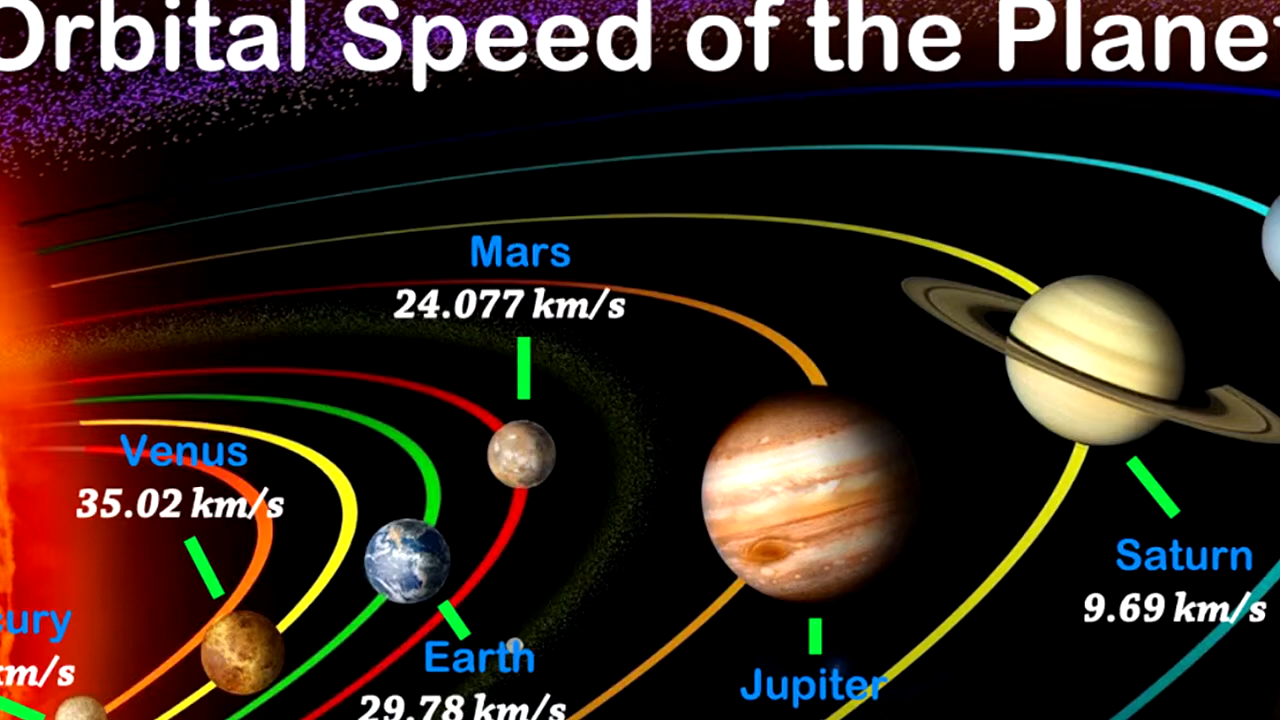 Orbital Speed of the Plane
Mars
24.077 km/s
Venus
35.02 km/s
Saturn
9.69 km/s
cury
km/s
Earth
29.78 km/s
Jupiter